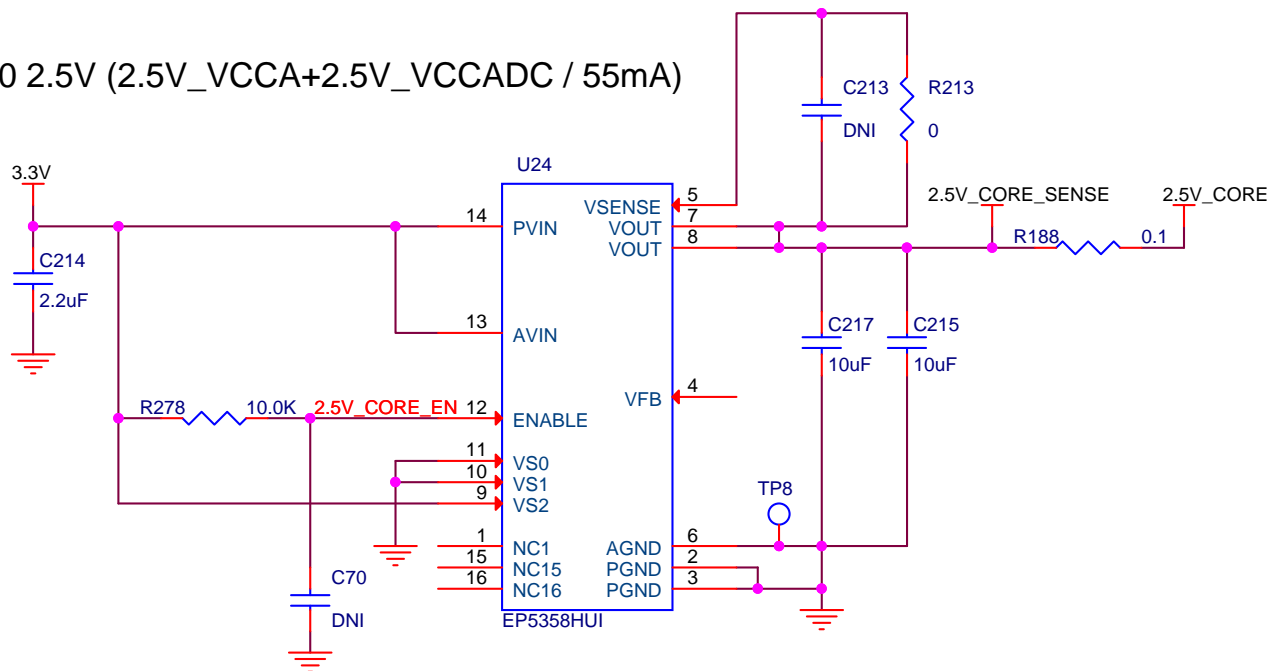 0 2.5V (2.5V_VCCA+2.5V_VCCADC / 55mA)
C213
R213
DNI
0
3.3V
U24
2.5V_CORE_SENSE
2.5V_CORE
14
PVIN
VSENSE
5
VOUT
7
VOUT
8
R188
0.1
C214
2.2uF
13
AVIN
C217
10uF
C215
10uF
VFB
4
R278
10.0K
2.5V_CORE_EN
12
ENABLE
11
VS0
10
VS1
9
VS2
TP8
1
NC1
AGND
6
15
NC15
PGND
2
16
NC16
PGND
3
C70
DNI
EP5358HUI